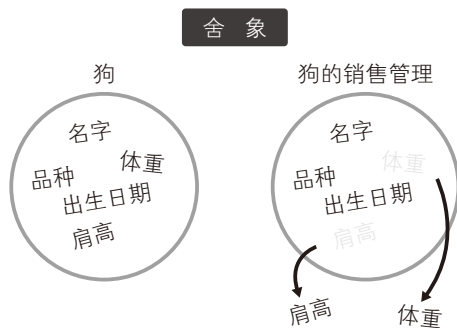 舍 象
狗
名字
品种
体重
出生日期
肩高
狗的销售管理
名字
品种
体重
出生日期
肩高
肩高
体重